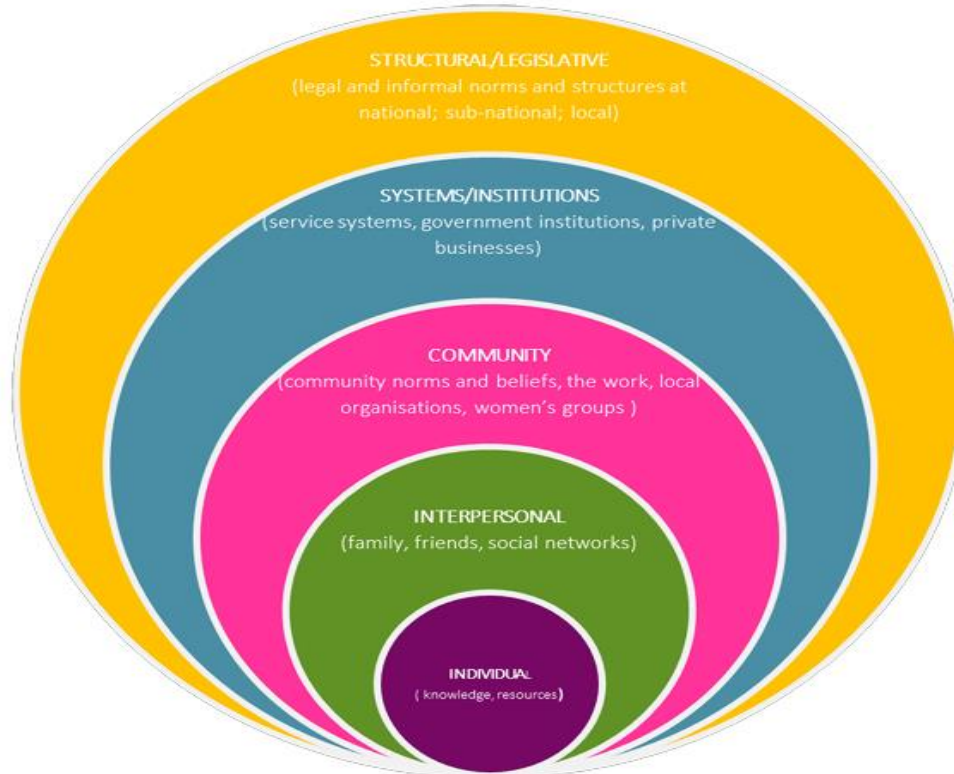 STRUCTURAL/LEGISLATIVE
(legal and informal norms and structures at
national; sub-national; local)
SYSTEMS/INSTITUTIONS
(service systems, government institutions, private
businesses)
COMMUNITY
(community norms and beliefs, the work, local
organisations, women's groups )
INTERPERSONAL
(family, friends, social networks)
INDIVIDUAL
( knowledge, resources)